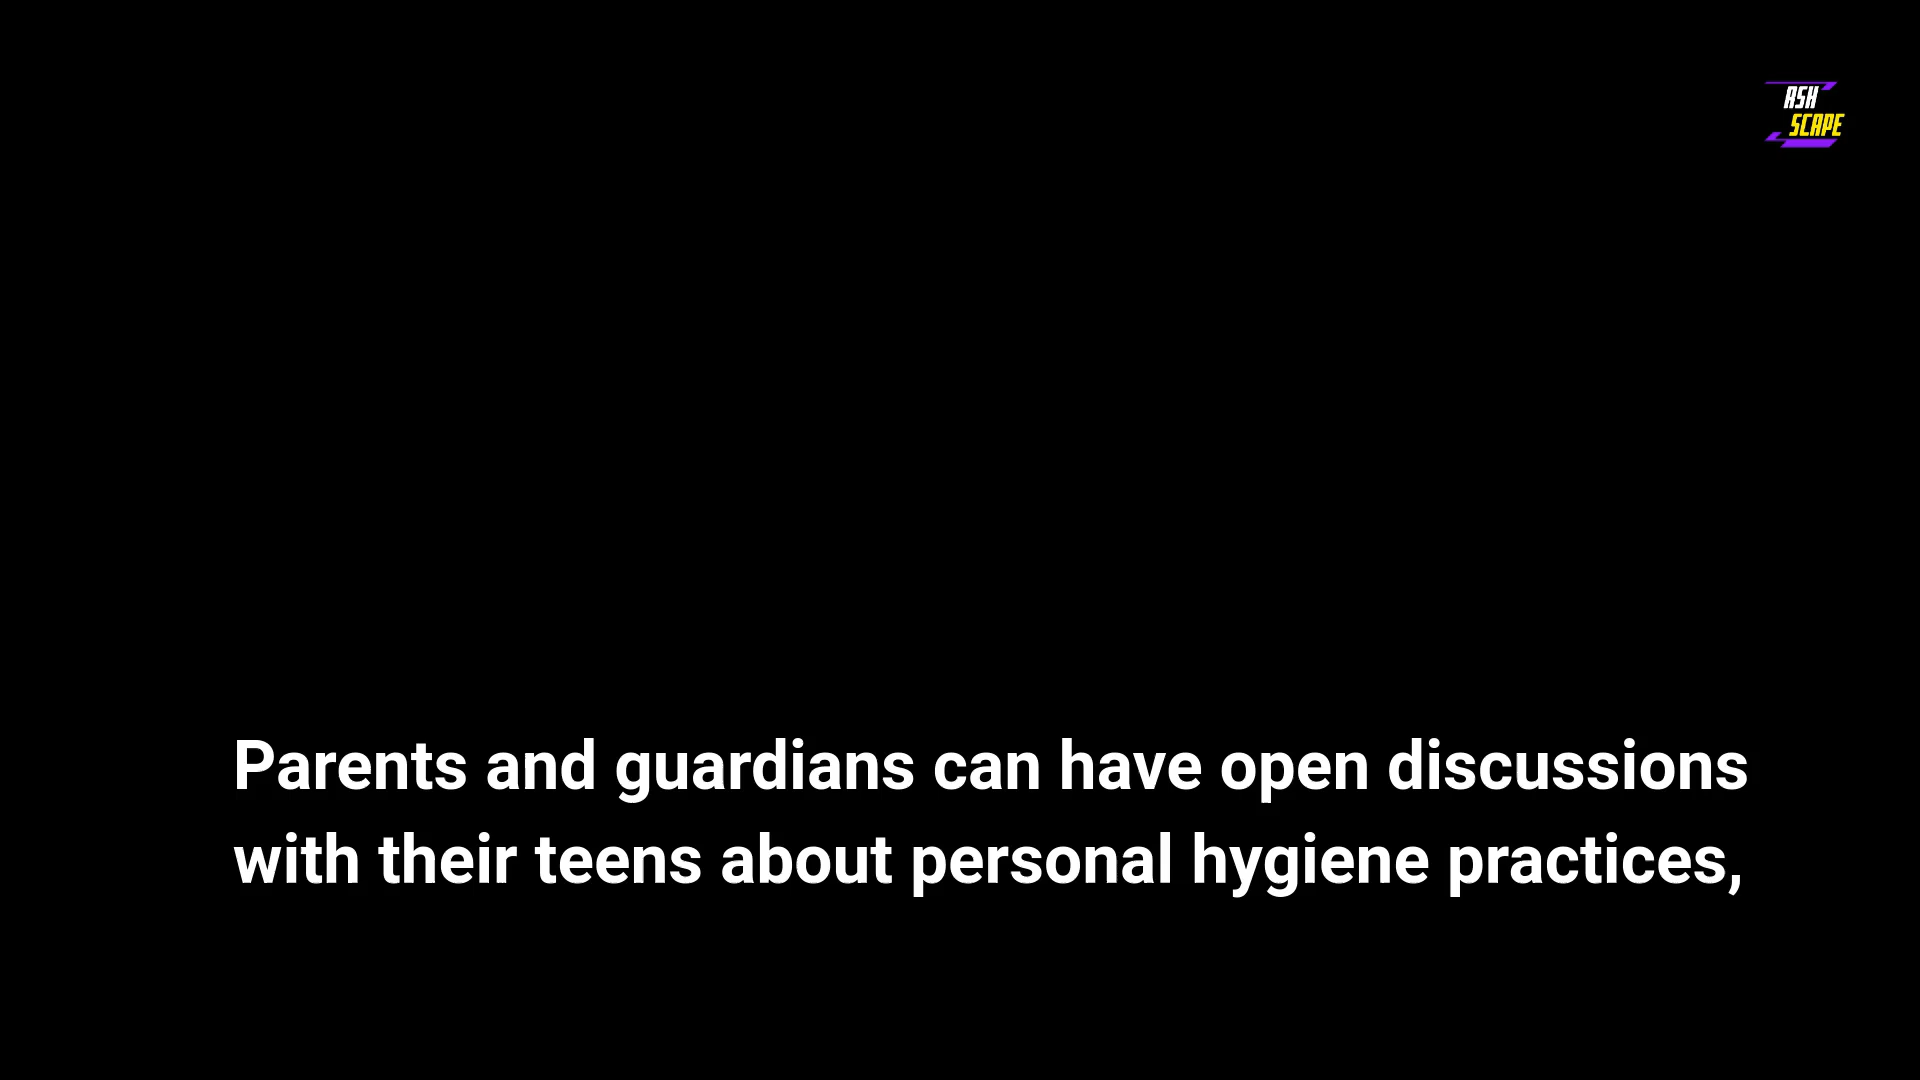 ASH
SCAPE
Parents and guardians can have open discussions
with their teens about personal hygiene practices,